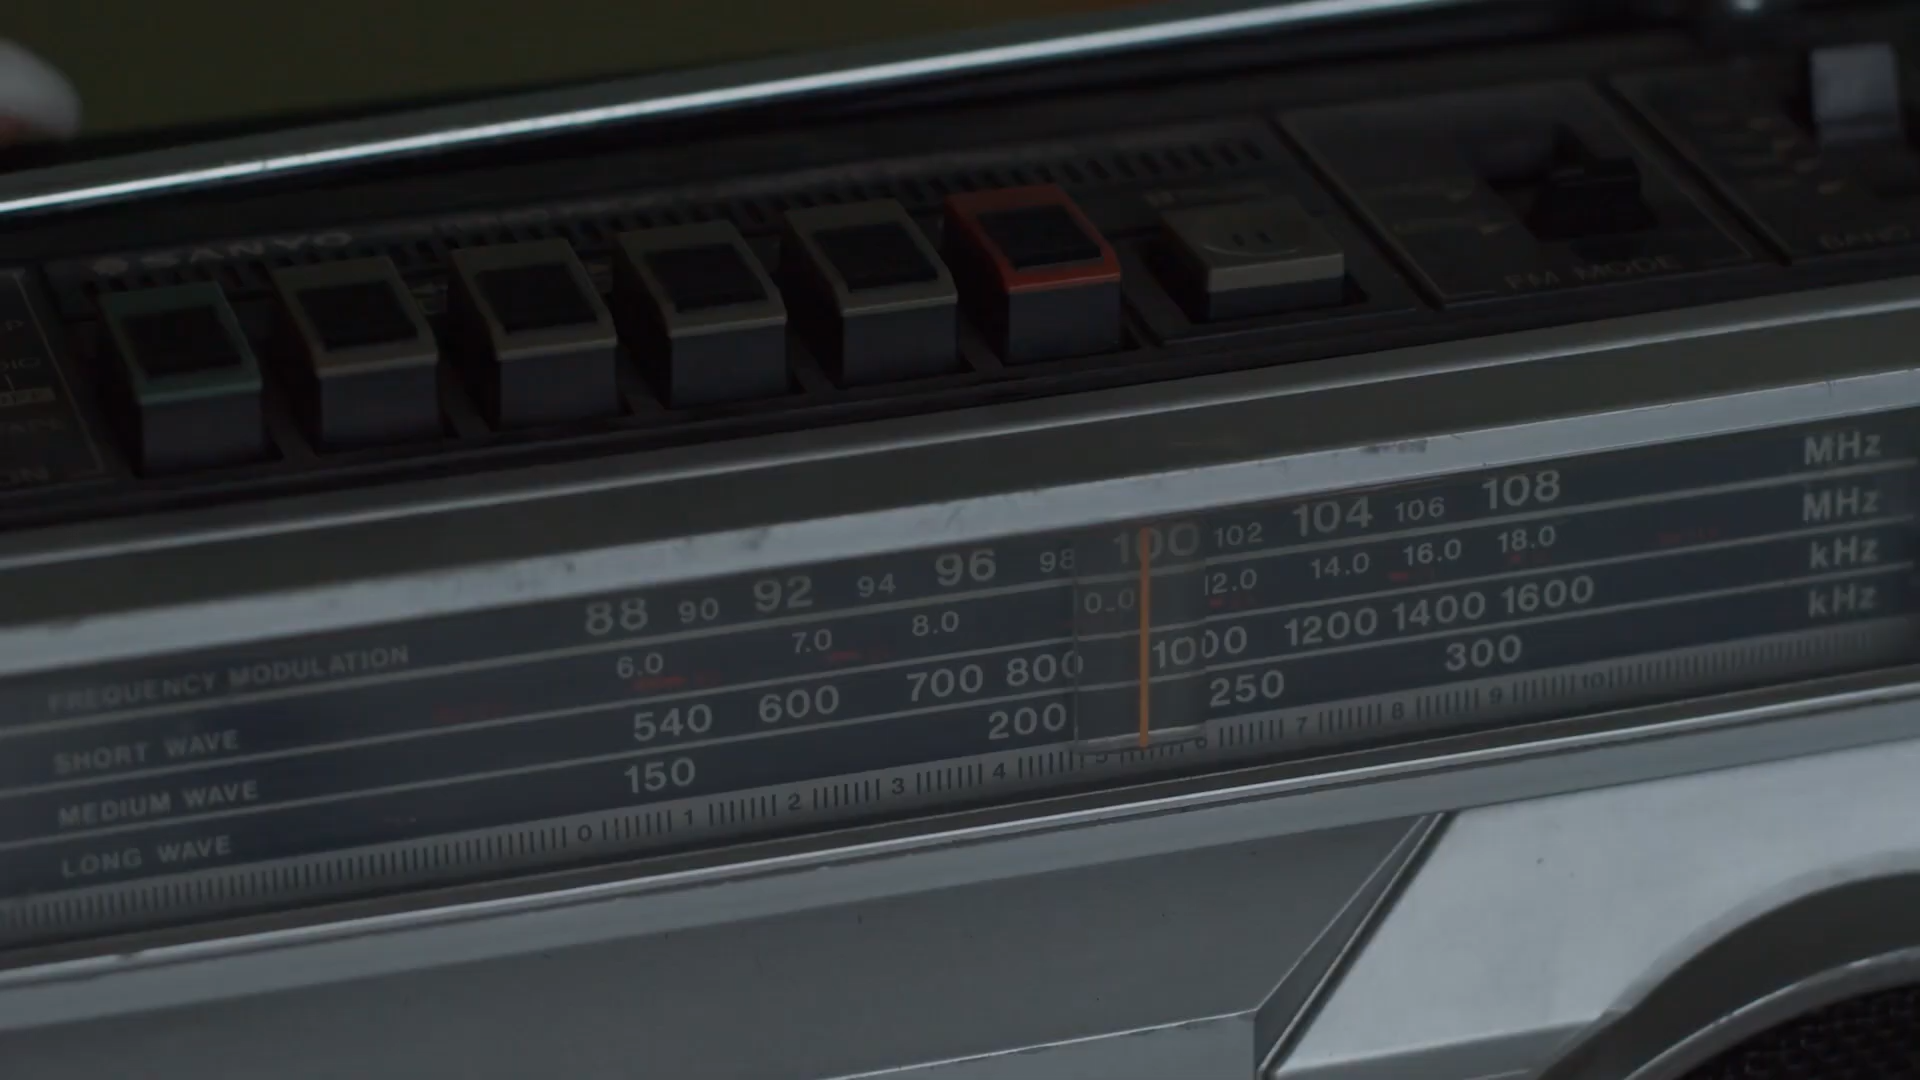 SANYO
FM MODE
BAND
88 90 92 94 96 98 100 102 104 106 108 MHz
FREQUENCY MODULATION
6.0 7.0 8.0 12.0 14.0 16.0 18.0 MHz
SHORT WAVE
540 600 700 800 1000 1200 1400 1600 kHz
MEDIUM WAVE
150 200 250 300 kHz
LONG WAVE
0 1 2 3 4 5 6 7 8 9 10